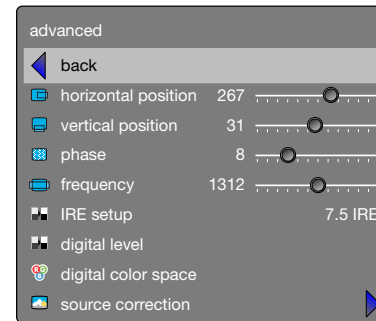 advanced
back
horizontal position 267
vertical position 31
phase 8
frequency 1312
IRE setup 7.5 IRE
digital level
RGB digital color space
source correction